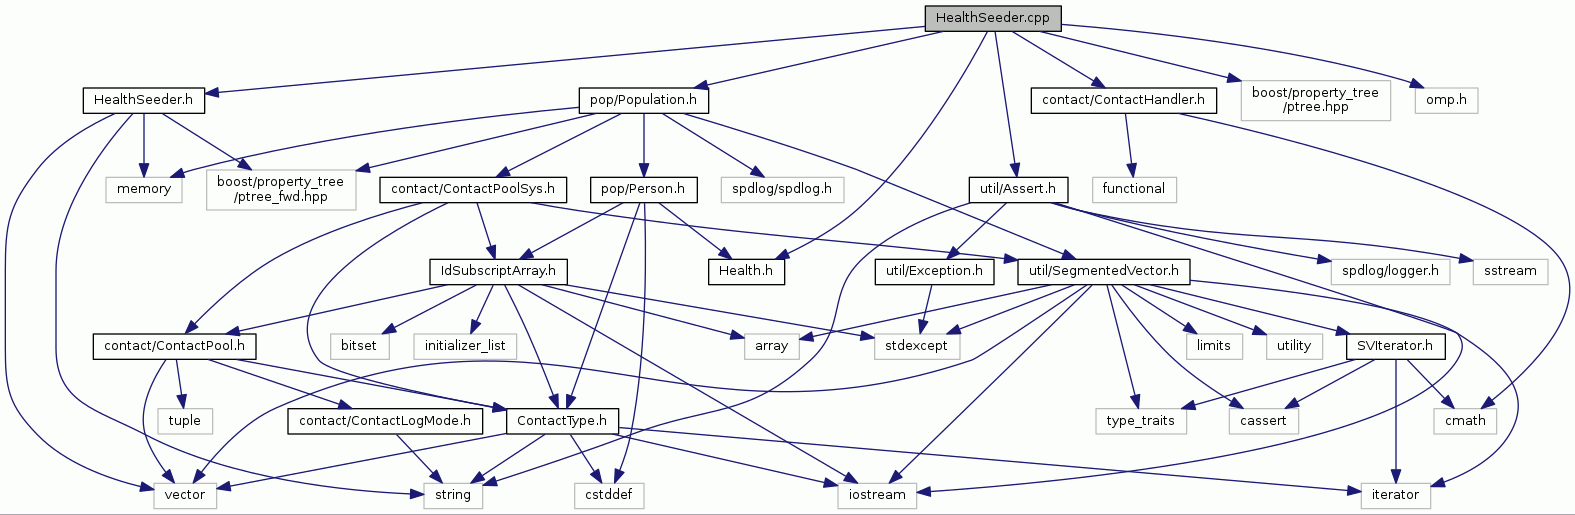 HealthSeeder.cpp
HealthSeeder.h
pop/Population.h
contact/ContactHandler.h
boost/property_tree
/ptree.hpp
omp.h
memory
boost/property_tree
/ptree_fwd.hpp
contact/ContactPoolSys.h
pop/Person.h
spdlog/spdlog.h
util/Assert.h
functional
IdSubscriptArray.h
Health.h
util/Exception.h
util/SegmentedVector.h
spdlog/logger.h
sstream
contact/ContactPool.h
bitset
initializer_list
array
stdexcept
limits
utility
SVIterator.h
tuple
contact/ContactLogMode.h
ContactType.h
type_traits
cassert
cmath
vector
string
cstddef
iostream
iterator